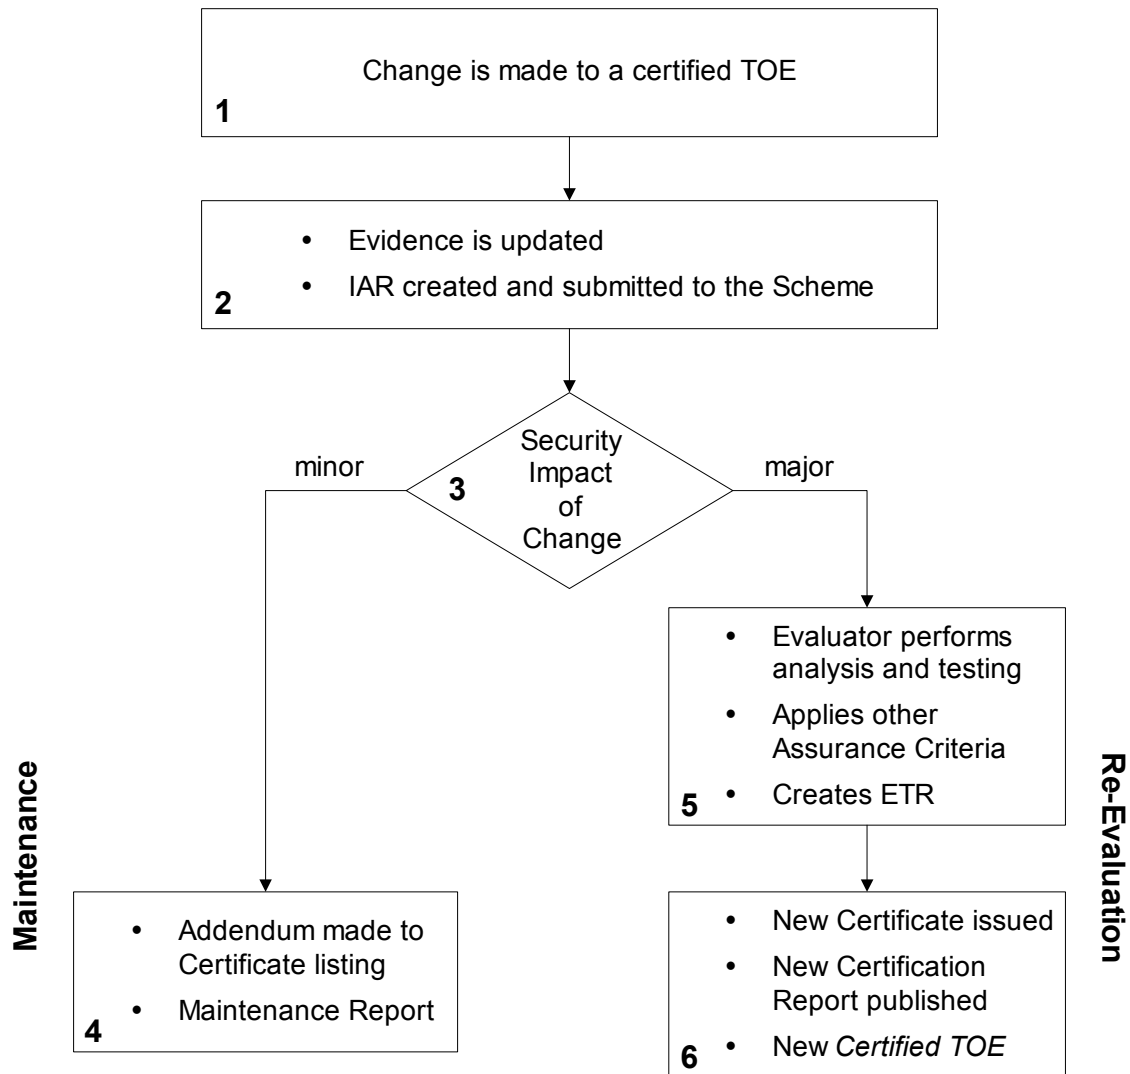 Change is made to a certified TOE
1
• Evidence is updated
• IAR created and submitted to the Scheme
2
Security
Impact
of
Change
3
minor
major
• Evaluator performs
analysis and testing
• Applies other
Assurance Criteria
• Creates ETR
5
Maintenance
Re-Evaluation
• Addendum made to
Certificate listing
• Maintenance Report
4
• New Certificate issued
• New Certification
Report published
• New Certified TOE
6